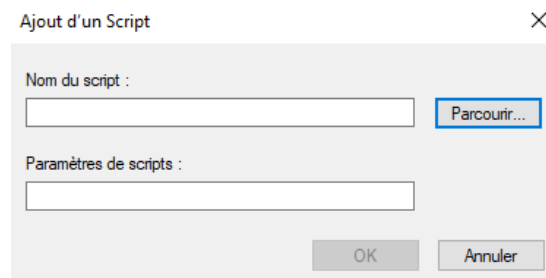 Ajout d'un Script
Nom du script :
Parcourir...
Paramètres de scripts :
OK
Annuler